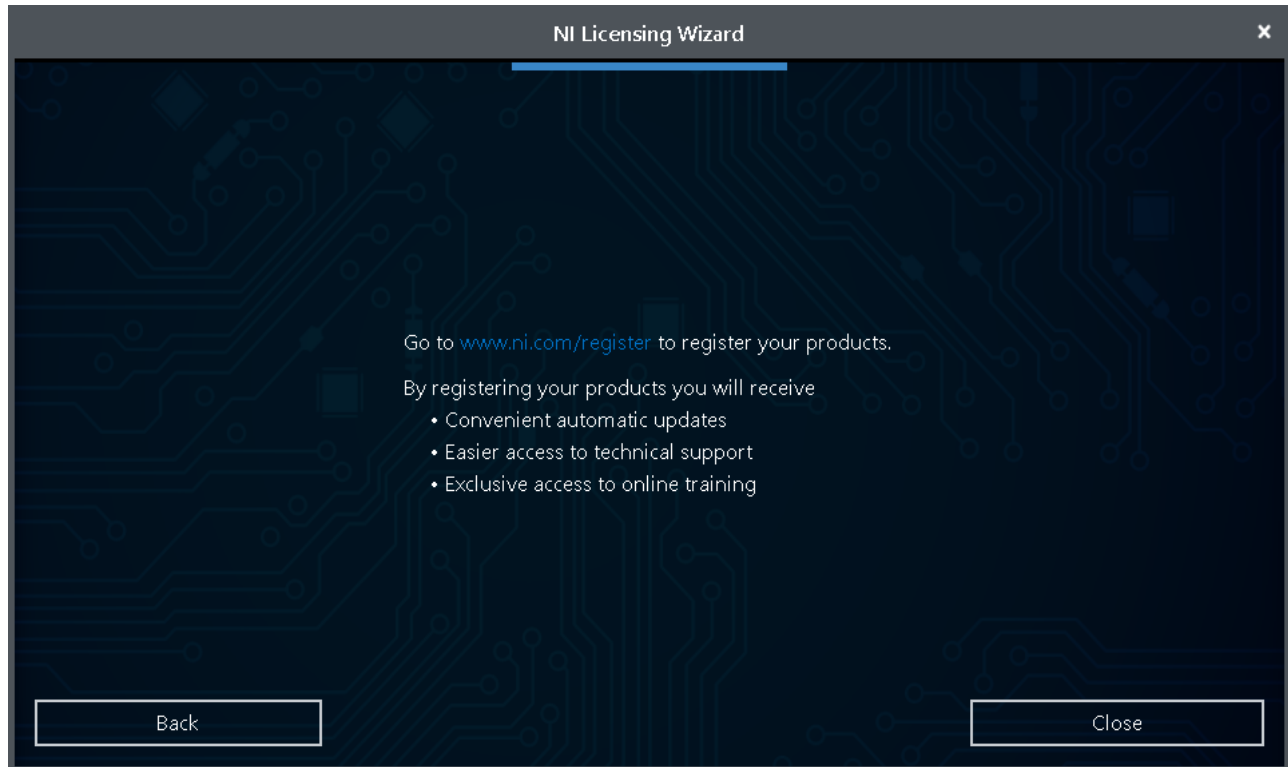 NI Licensing Wizard
Go to www.ni.com/register to register your products.
By registering your products you will receive
• Convenient automatic updates
• Easier access to technical support
• Exclusive access to online training
Back
Close